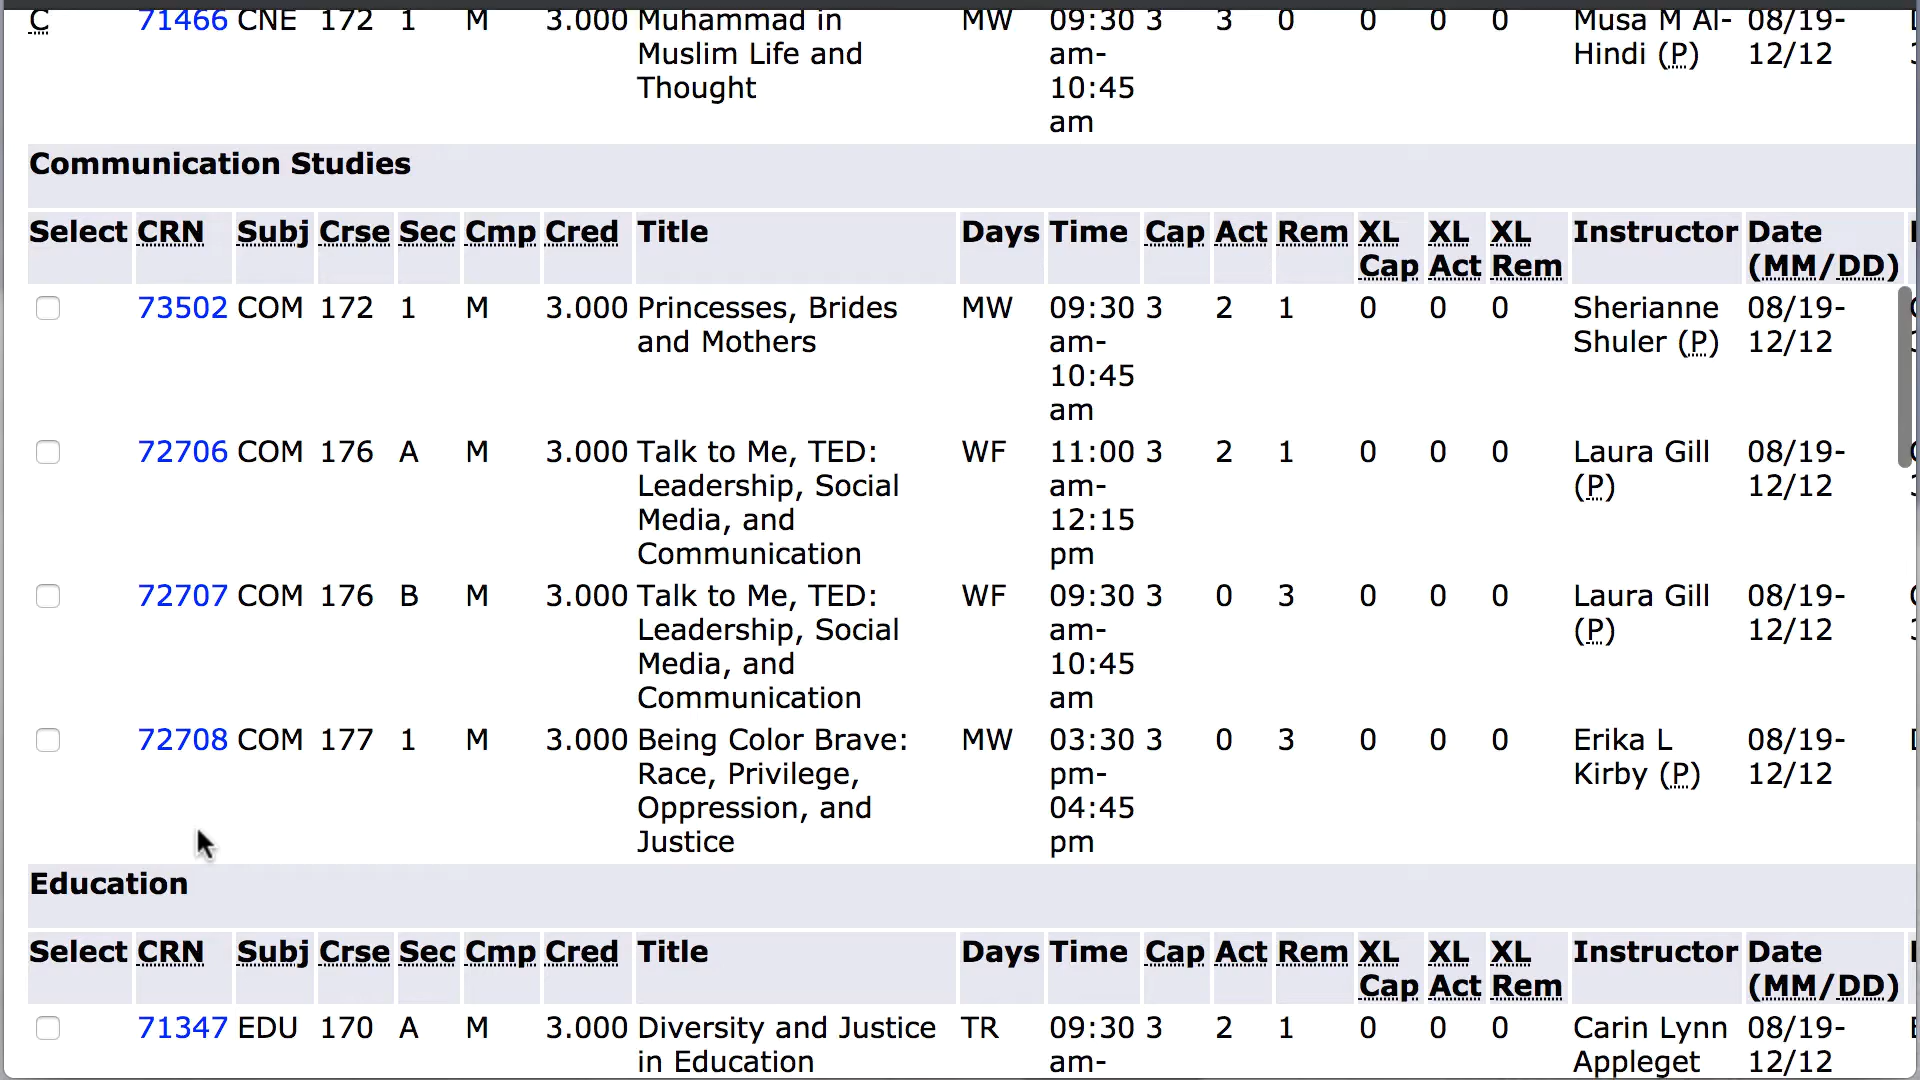 C 71466 CNE 172 1 M 3.000 Muhammad in Muslim Life and Thought MW 09:30 am-10:45 am 3 3 0 0 0 0 Musa M Al-Hindi (P) 08/19-12/12
Communication Studies
Select CRN Subj Crse Sec Cmp Cred Title Days Time Cap Act Rem XL Cap XL Act XL Rem Instructor Date (MM/DD)
73502 COM 172 1 M 3.000 Princesses, Brides and Mothers MW 09:30 am-10:45 am 3 2 1 0 0 0 Sherianne Shuler (P) 08/19-12/12
72706 COM 176 A M 3.000 Talk to Me, TED: Leadership, Social Media, and Communication WF 11:00 am-12:15 pm 3 2 1 0 0 0 Laura Gill (P) 08/19-12/12
72707 COM 176 B M 3.000 Talk to Me, TED: Leadership, Social Media, and Communication WF 09:30 am-10:45 am 3 0 3 0 0 0 Laura Gill (P) 08/19-12/12
72708 COM 177 1 M 3.000 Being Color Brave: Race, Privilege, Oppression, and Justice MW 03:30 pm-04:45 pm 3 0 3 0 0 0 Erika L Kirby (P) 08/19-12/12
Education
Select CRN Subj Crse Sec Cmp Cred Title Days Time Cap Act Rem XL Cap XL Act XL Rem Instructor Date (MM/DD)
71347 EDU 170 A M 3.000 Diversity and Justice in Education TR 09:30 am- 3 2 1 0 0 0 Carin Lynn Appleget 08/19-12/12